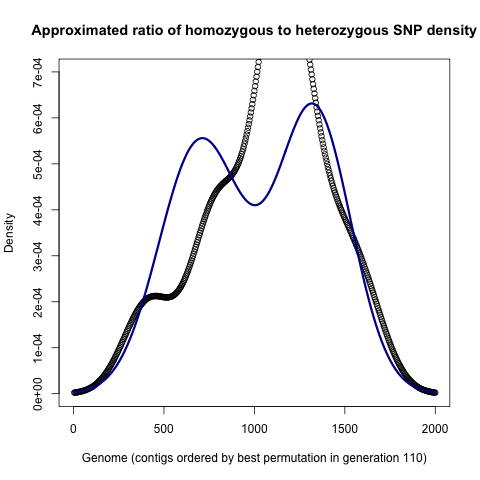 Approximated ratio of homozygous to heterozygous SNP density
7e-04
6e-04
5e-04
4e-04
3e-04
2e-04
1e-04
0e+00
Density
0 500 1000 1500 2000
Genome (contigs ordered by best permutation in generation 110)